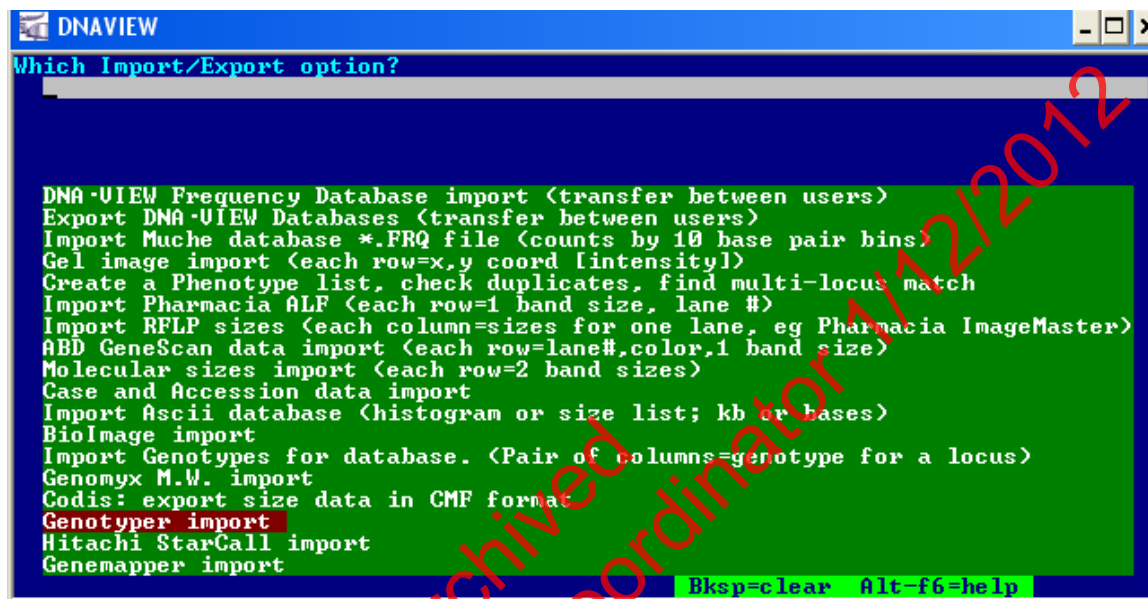 DNAVIEW
Which Import/Export option?
DNA·VIEW Frequency Database import (transfer between users)
Export DNA·VIEW Databases (transfer between users)
Import Muche database *.FRQ file (counts by 10 base pair bins)
Gel image import (each row=x,y coord [intensity])
Create a Phenotype list, check duplicates, find multi-locus match
Import Pharmacia ALF (each row=1 band size, lane #)
Import RFLP sizes (each column=sizes for one lane, eg Pharmacia ImageMaster)
ABD GeneScan data import (each row=lane#,color,1 band size)
Molecular sizes import (each row=2 band sizes)
Case and Accession data import
Import Ascii database (histogram or size list; kb or bases)
BioImage import
Import Genotypes for database. (Pair of columns=genotype for a locus)
Genomyx M.W. import
Codis: export size data in CMF format
Genotyper import
Hitachi StarCall import
Genemapper import
Bksp=clear Alt-f6=help
chived
ordinator 1/12/2012